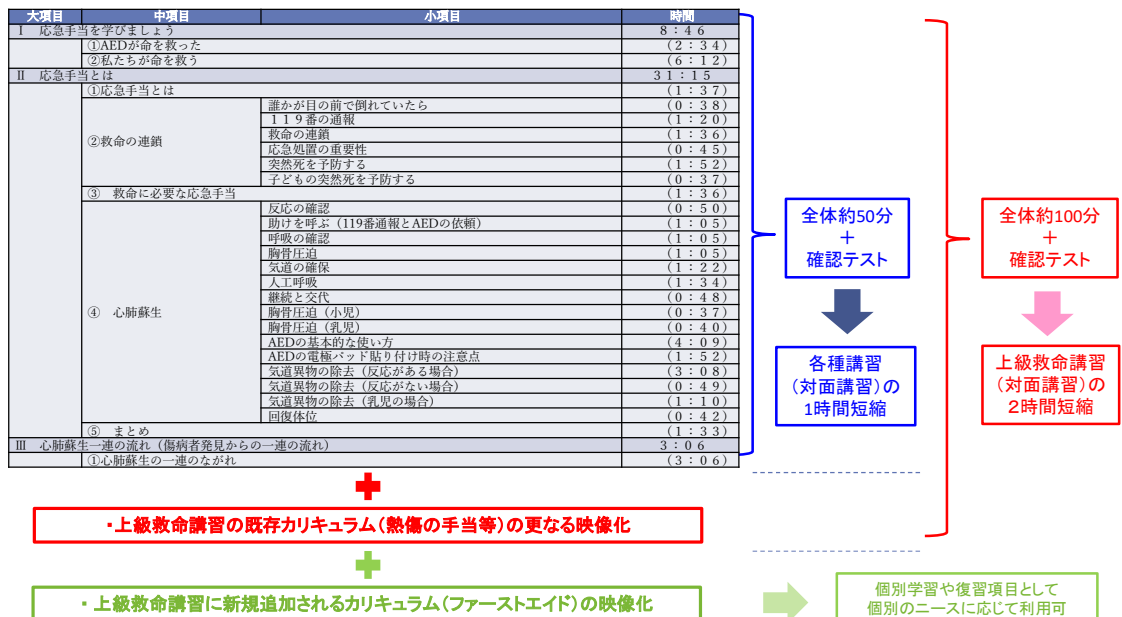 大項目 中項目 小項目 時間
Ⅰ 応急手当を学びましょう 8:46
①AEDが命を救った (2:34)
②私たちが命を救う (6:12)
Ⅱ 応急手当とは 31:15
①応急手当とは (1:37)
②救命の連鎖
誰かが目の前で倒れていたら (0:38)
119番の通報 (1:20)
救命の連鎖 (1:36)
応急処置の重要性 (0:45)
突然死を予防する (1:52)
子どもの突然死を予防する (0:37)
③ 救命に必要な応急手当 (1:36)
④ 心肺蘇生
反応の確認 (0:50)
助けを呼ぶ(119番通報とAEDの依頼) (1:05)
呼吸の確認 (1:05)
胸骨圧迫 (1:05)
気道の確保 (1:22)
人工呼吸 (1:34)
継続と交代 (0:48)
胸骨圧迫(小児) (0:37)
胸骨圧迫(乳児) (0:40)
AEDの基本的な使い方 (4:09)
AEDの電極パッド貼り付け時の注意点 (1:52)
気道異物の除去(反応がある場合) (3:08)
気道異物の除去(反応がない場合) (0:49)
気道異物の除去(乳児の場合) (1:10)
回復体位 (0:42)
⑤ まとめ (1:33)
Ⅲ 心肺蘇生一連の流れ(傷病者発見からの一連の流れ) 3:06
①心肺蘇生の一連のながれ (3:06)
全体約50分
+
確認テスト
各種講習
(対面講習)の
1時間短縮
全体約100分
+
確認テスト
上級救命講習
(対面講習)の
2時間短縮
・上級救命講習の既存カリキュラム(熱傷の手当等)の更なる映像化
・上級救命講習に新規追加されるカリキュラム(ファーストエイド)の映像化
個別学習や復習項目として
個別のニースに応じて利用可